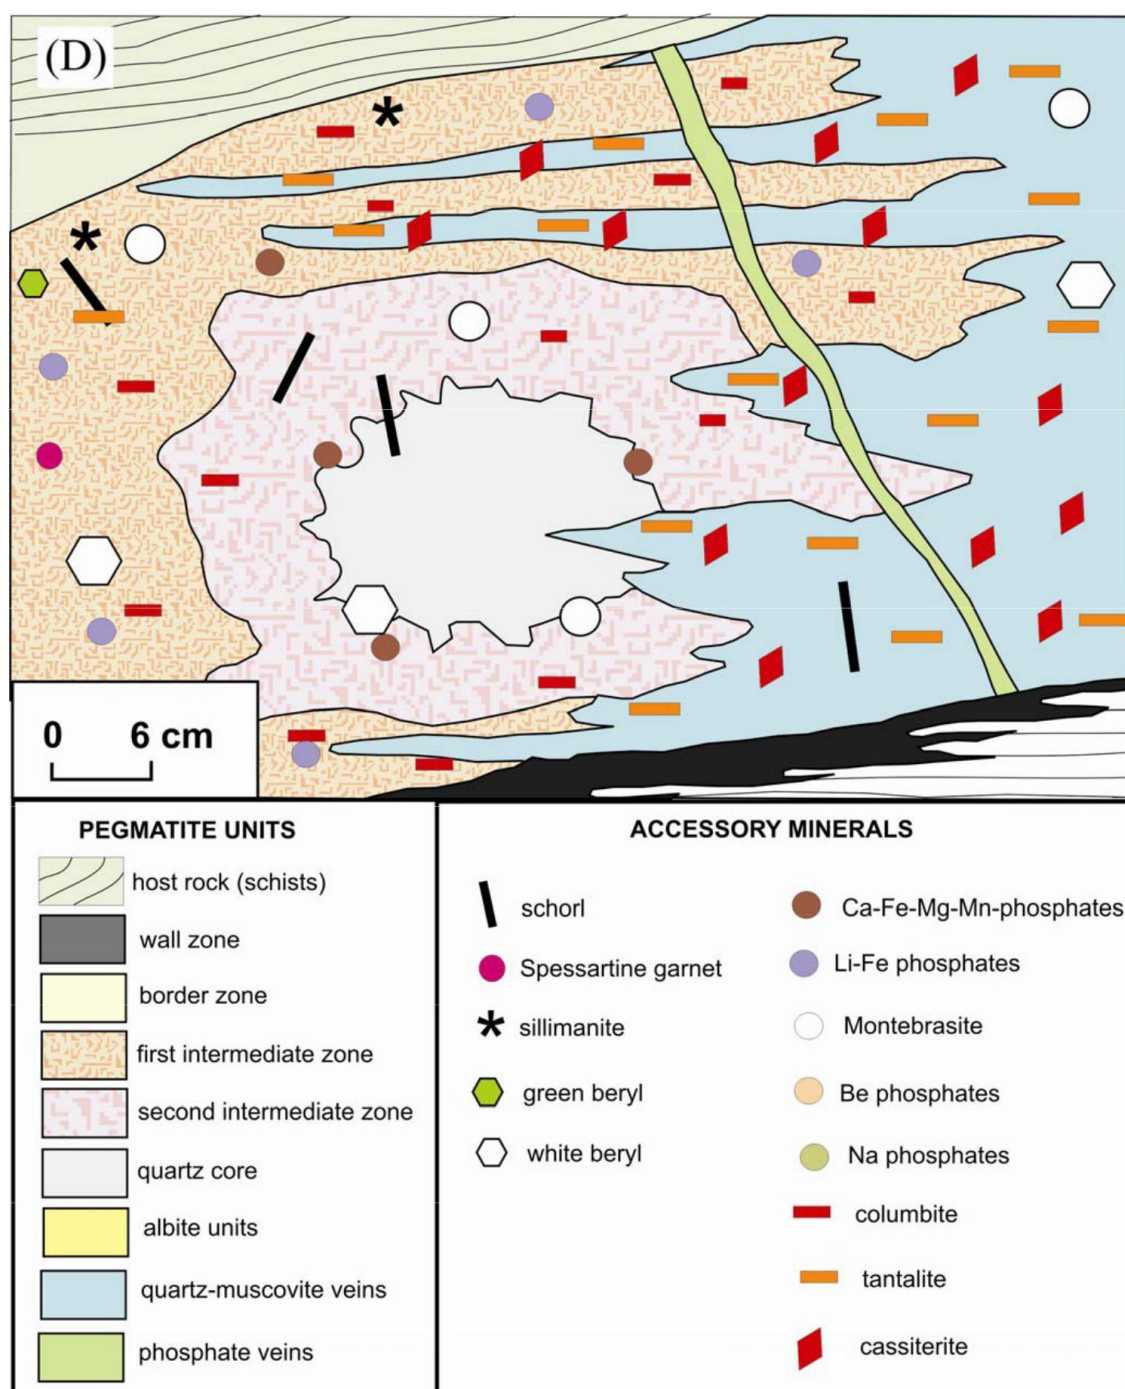 (D)
0 6 cm
PEGMATITE UNITS
host rock (schists)
wall zone
border zone
first intermediate zone
second intermediate zone
quartz core
albite units
quartz-muscovite veins
phosphate veins
ACCESSORY MINERALS
schorl
Spessartine garnet
sillimanite
green beryl
white beryl
Ca-Fe-Mg-Mn-phosphates
Li-Fe phosphates
Montebrasite
Be phosphates
Na phosphates
columbite
tantalite
cassiterite